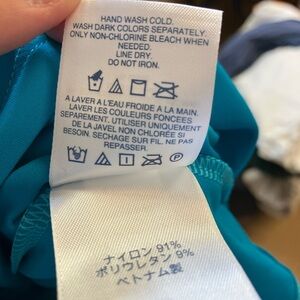 HAND WASH COLD.
WASH DARK COLORS SEPARATELY.
ONLY NON-CHLORINE BLEACH WHEN
NEEDED.
LINE DRY.
DO NOT IRON.
A LAVER A L'EAU FROIDE A LA MAIN.
LAVER LES COULEURS FONCÉES
SEPAREMENT. UTILISER UNIQUEMENT
DE LA JAVEL NON CHLORÉE SI
BESOIN. SECHAGE SUR FIL. NE PAS
REPASSER.
ナイロン 91%
ポリウレタン 9%
ベトナム製